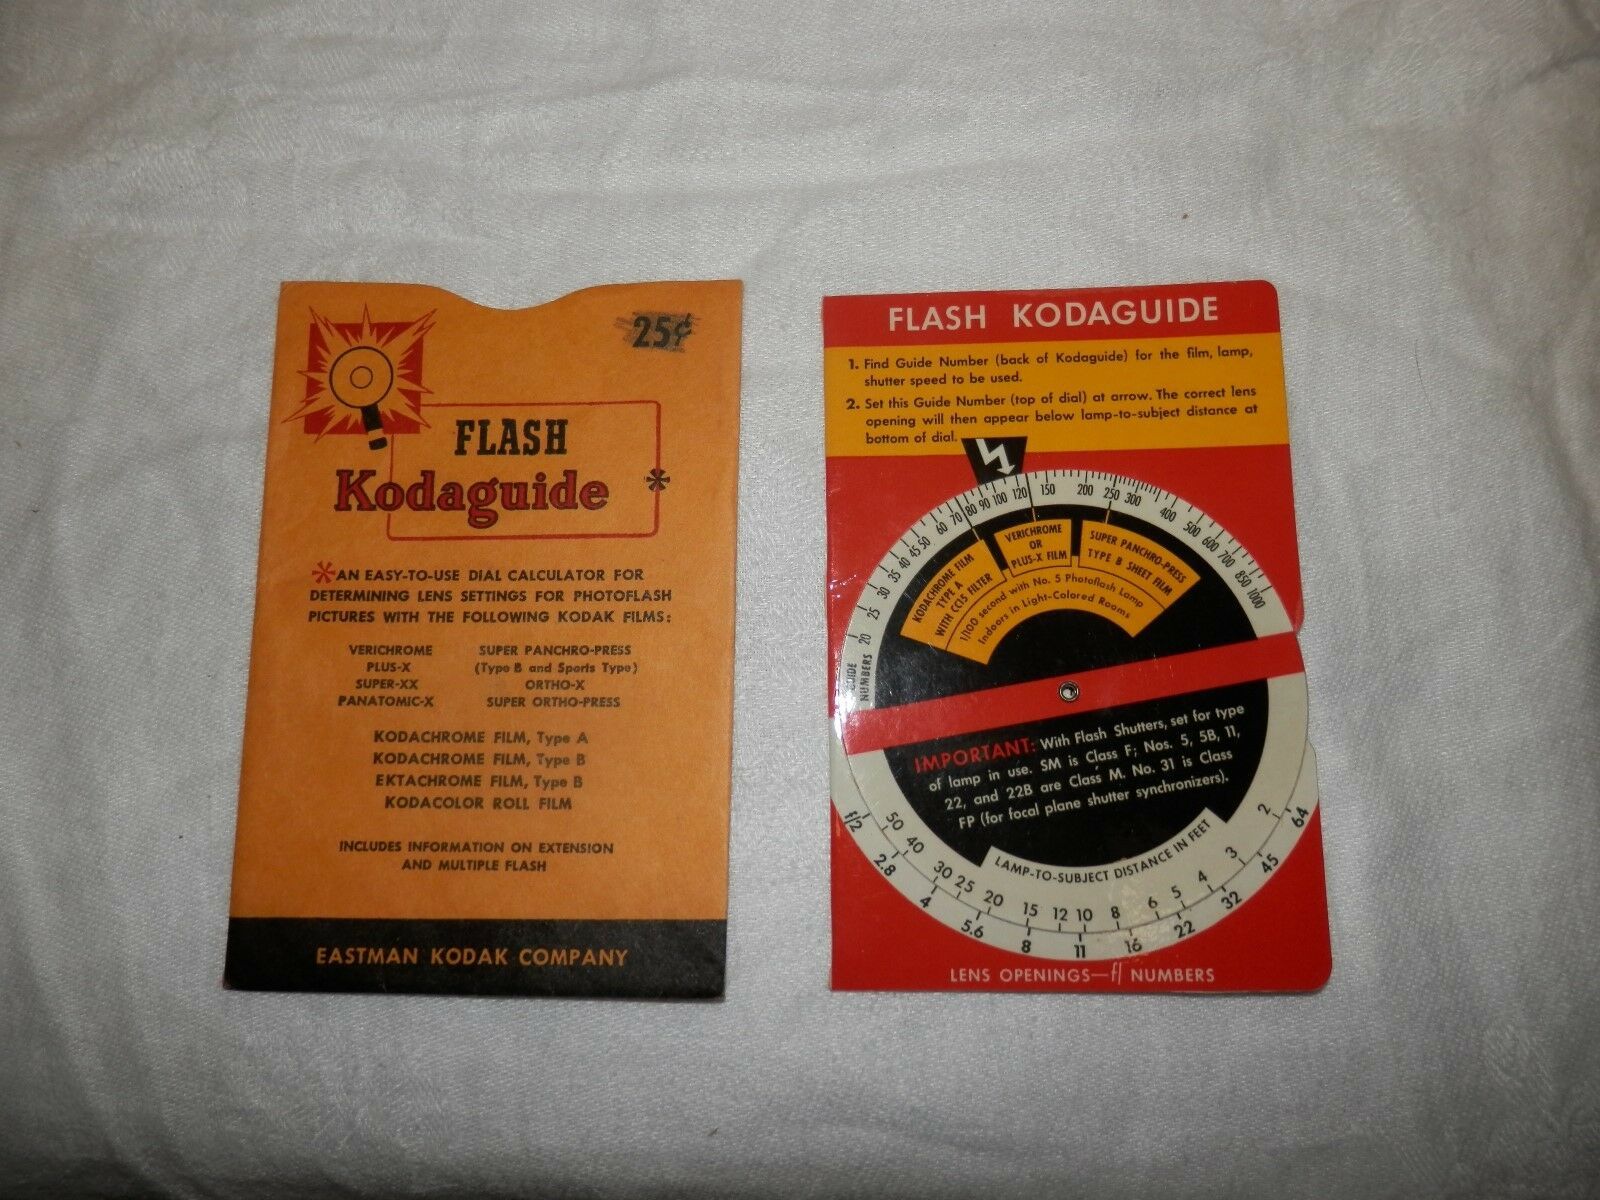 25¢
FLASH
Kodaguide *
*AN EASY-TO-USE DIAL CALCULATOR FOR
DETERMINING LENS SETTINGS FOR PHOTOFLASH
PICTURES WITH THE FOLLOWING KODAK FILMS:
VERICHROME SUPER PANCHRO-PRESS
PLUS-X (Type B and Sports Type)
SUPER-XX ORTHO-X
PANATOMIC-X SUPER ORTHO-PRESS
KODACHROME FILM, Type A
KODACHROME FILM, Type B
EKTACHROME FILM, Type B
KODACOLOR ROLL FILM
INCLUDES INFORMATION ON EXTENSION
AND MULTIPLE FLASH
EASTMAN KODAK COMPANY
FLASH KODAGUIDE
1. Find Guide Number (back of Kodaguide) for the film, lamp,
shutter speed to be used.
2. Set this Guide Number (top of dial) at arrow. The correct lens
opening will then appear below lamp-to-subject distance at
bottom of dial.
GUIDE
NUMBERS
20 25 30 35 40 45 50 60 70 80 90 100 120 150 200 250 300 400 500 600 700 850 1000
KODACHROME FILM
TYPE A
WITH CC15 FILTER
VERICHROME
OR
PLUS-X FILM
SUPER PANCHRO-PRESS
TYPE B SHEET FILM
1/100 second with No. 5 Photoflash Lamp
Indoors in Light-Colored Rooms
IMPORTANT: With Flash Shutters, set for type
of lamp in use. SM is Class F; Nos. 5, 5B, 11,
22, and 22B are Class M. No. 31 is Class
FP (for focal plane shutter synchronizers).
LAMP-TO-SUBJECT DISTANCE IN FEET
50 40 30 25 20 15 12 10 8 6 5 4 3 2
f/2 2.8 4 5.6 8 11 16 22 32 45 64
LENS OPENINGS—f/ NUMBERS